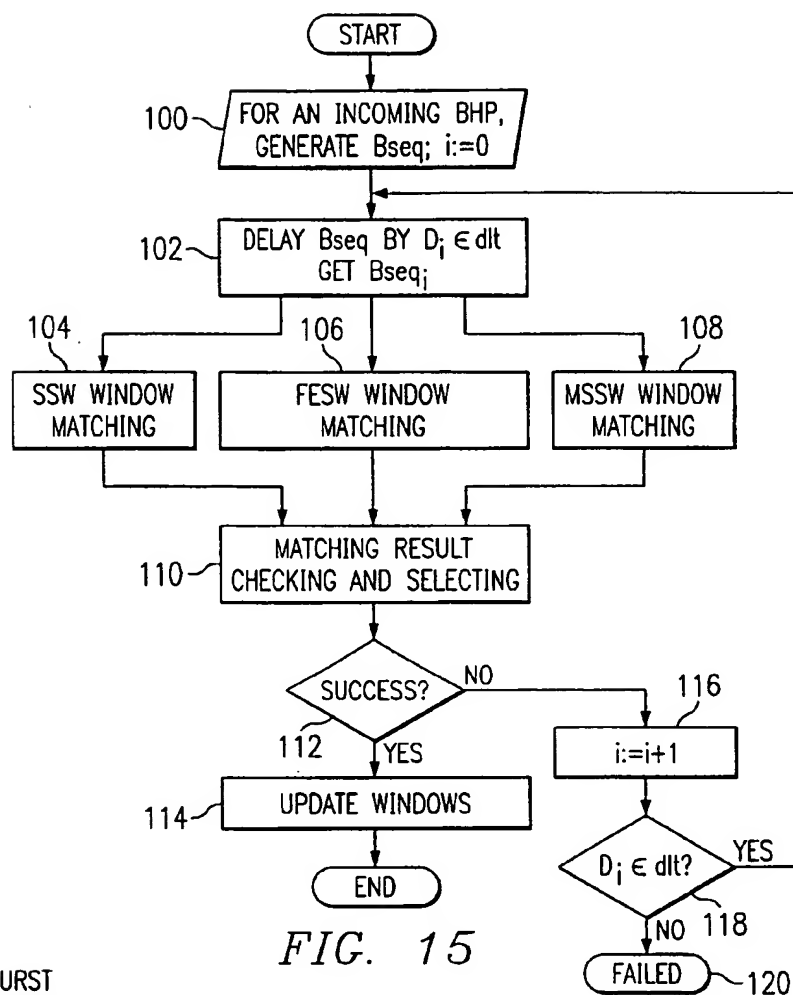 START
100
FOR AN INCOMING BHP,
GENERATE Bseq; i:=0
102
DELAY Bseq BY Di ∈ dlt
GET Bseqi
104
106
108
SSW WINDOW
MATCHING
FESW WINDOW
MATCHING
MSSW WINDOW
MATCHING
110
MATCHING RESULT
CHECKING AND SELECTING
SUCCESS?
NO
112
YES
116
i:=i+1
114
UPDATE WINDOWS
Di ∈ dlt?
YES
118
END
NO
FIG. 15
FAILED
120
URST